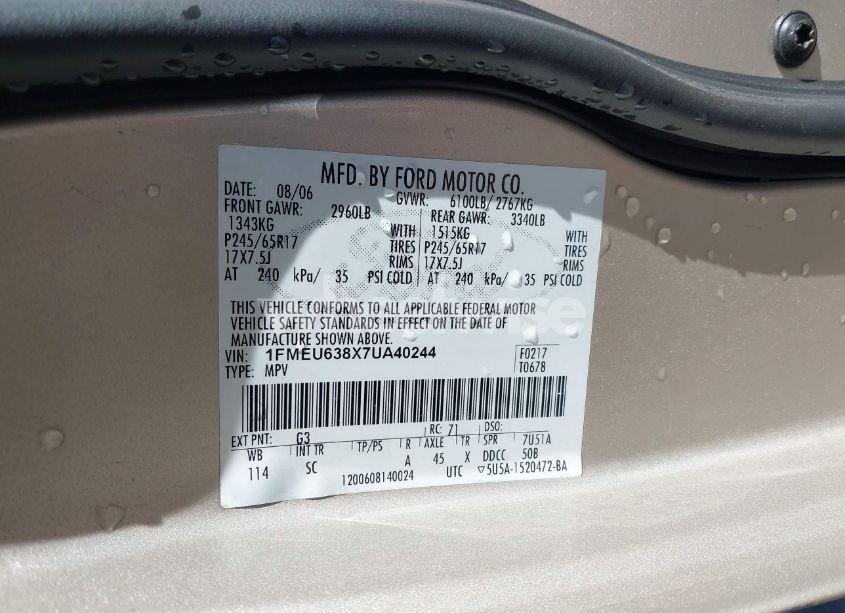 MFD. BY FORD MOTOR CO.
DATE: 08/06 GVWR: 6100LB/ 2767KG
FRONT GAWR: 2960LB REAR GAWR: 3340LB
1343KG WITH 1515KG WITH
P245/65R17 TIRES P245/65R17 TIRES
17X7.5J RIMS 17X7.5J RIMS
AT 240 kPa/ 35 PSI COLD AT 240 kPa/ 35 PSI COLD
THIS VEHICLE CONFORMS TO ALL APPLICABLE FEDERAL MOTOR
VEHICLE SAFETY STANDARDS IN EFFECT ON THE DATE OF
MANUFACTURE SHOWN ABOVE.
VIN: 1FMEU638X7UA40244 F0217
TYPE: MPV T0678
EXT PNT: G3 RC: 71 DSO:
WB INT TR TP/PS R AXLE TR SPR 7U51A
114 SC A 45 X DDCC 50B
1200608140024 UTC ▽5U5A-1520472-BA